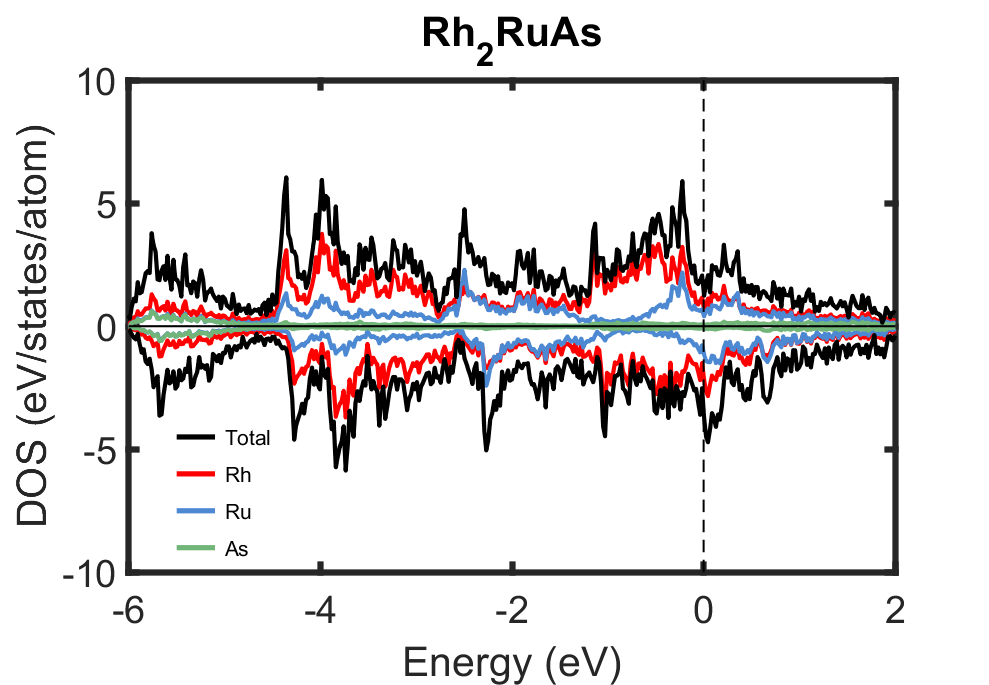 Rh2RuAs
10
5
0
-5
-10
DOS (eV/states/atom)
Total
Rh
Ru
As
-6 -4 -2 0 2
Energy (eV)